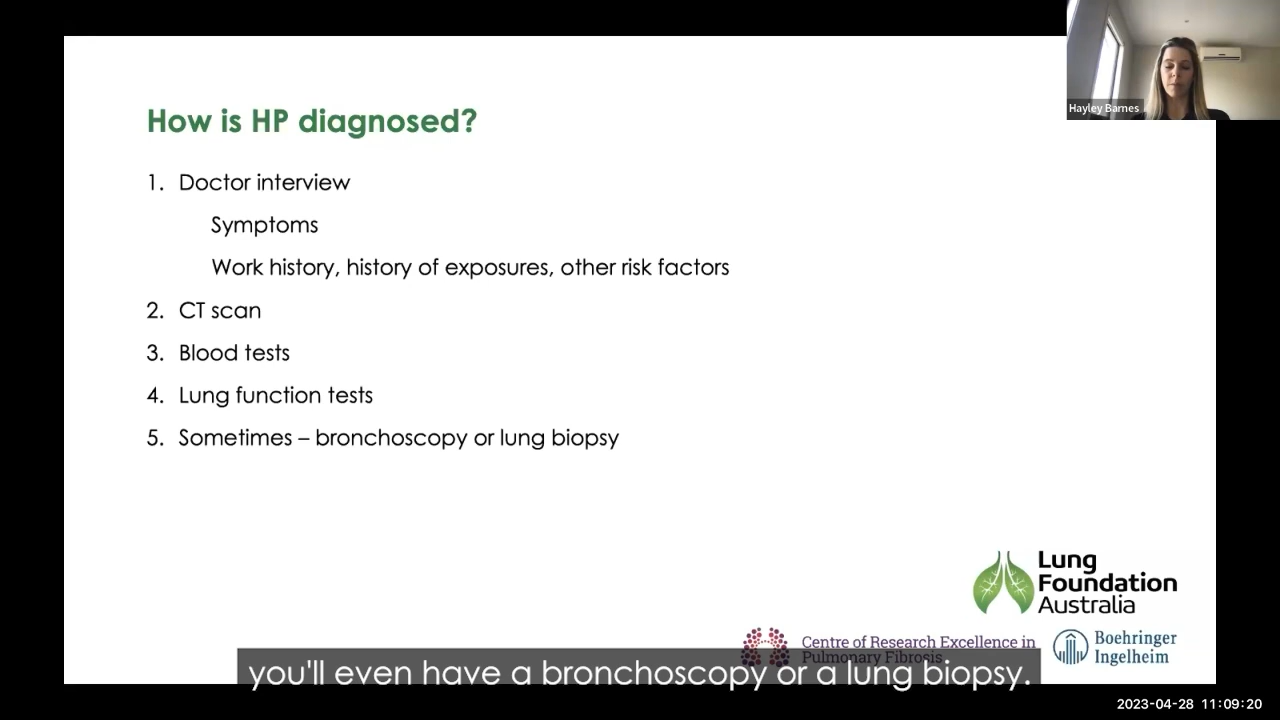 Hayley Barnes
How is HP diagnosed?
1. Doctor interview
Symptoms
Work history, history of exposures, other risk factors
2. CT scan
3. Blood tests
4. Lung function tests
5. Sometimes – bronchoscopy or lung biopsy
Lung
Foundation
Australia
Centre of Research Excellence in
Pulmonary Fibrosis
Boehringer
Ingelheim
you'll even have a bronchoscopy or a lung biopsy.
2023-04-28 11:09:20